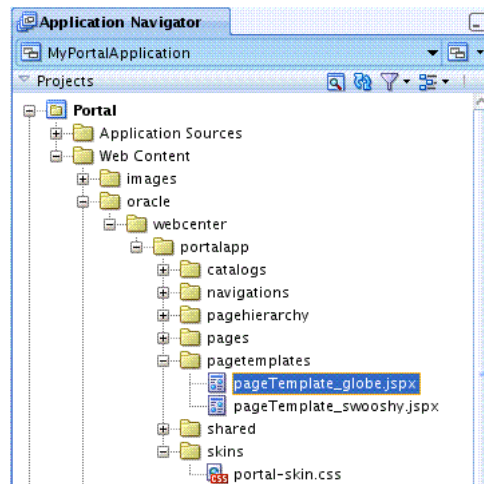 Application Navigator
MyPortalApplication
Projects
Portal
Application Sources
Web Content
images
oracle
webcenter
portalapp
catalogs
navigations
pagehierarchy
pages
pagetemplates
pageTemplate_globe.jspx
pageTemplate_swooshy.jspx
shared
skins
CSS portal-skin.css